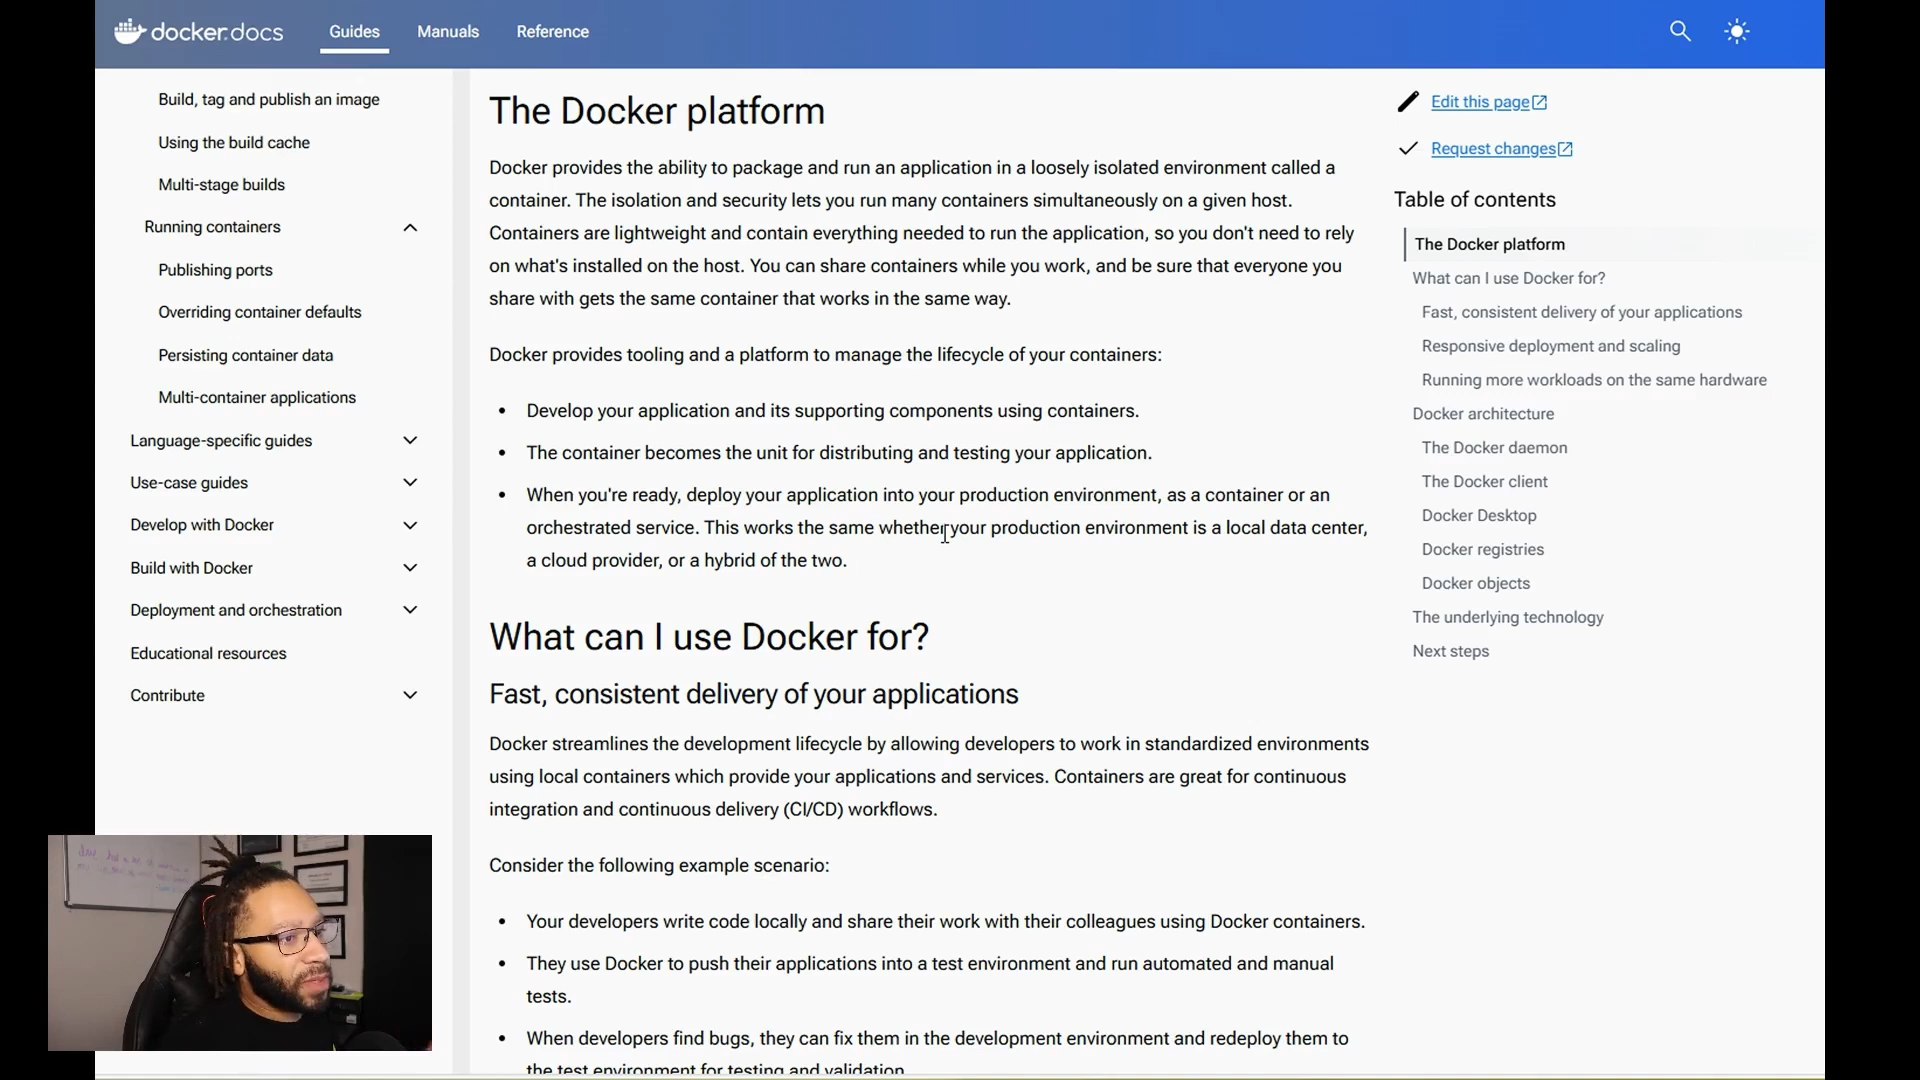 docker.docs
Guides
Manuals
Reference
Build, tag and publish an image
Using the build cache
Multi-stage builds
Running containers
Publishing ports
Overriding container defaults
Persisting container data
Multi-container applications
Language-specific guides
Use-case guides
Develop with Docker
Build with Docker
Deployment and orchestration
Educational resources
Contribute
The Docker platform
Docker provides the ability to package and run an application in a loosely isolated environment called a
container. The isolation and security lets you run many containers simultaneously on a given host.
Containers are lightweight and contain everything needed to run the application, so you don't need to rely
on what's installed on the host. You can share containers while you work, and be sure that everyone you
share with gets the same container that works in the same way.
Docker provides tooling and a platform to manage the lifecycle of your containers:
• Develop your application and its supporting components using containers.
• The container becomes the unit for distributing and testing your application.
• When you're ready, deploy your application into your production environment, as a container or an
orchestrated service. This works the same whether your production environment is a local data center,
a cloud provider, or a hybrid of the two.
What can I use Docker for?
Fast, consistent delivery of your applications
Docker streamlines the development lifecycle by allowing developers to work in standardized environments
using local containers which provide your applications and services. Containers are great for continuous
integration and continuous delivery (CI/CD) workflows.
Consider the following example scenario:
• Your developers write code locally and share their work with their colleagues using Docker containers.
• They use Docker to push their applications into a test environment and run automated and manual
tests.
• When developers find bugs, they can fix them in the development environment and redeploy them to
the test environment for testing and validation.
Edit this page
Request changes
Table of contents
The Docker platform
What can I use Docker for?
Fast, consistent delivery of your applications
Responsive deployment and scaling
Running more workloads on the same hardware
Docker architecture
The Docker daemon
The Docker client
Docker Desktop
Docker registries
Docker objects
The underlying technology
Next steps